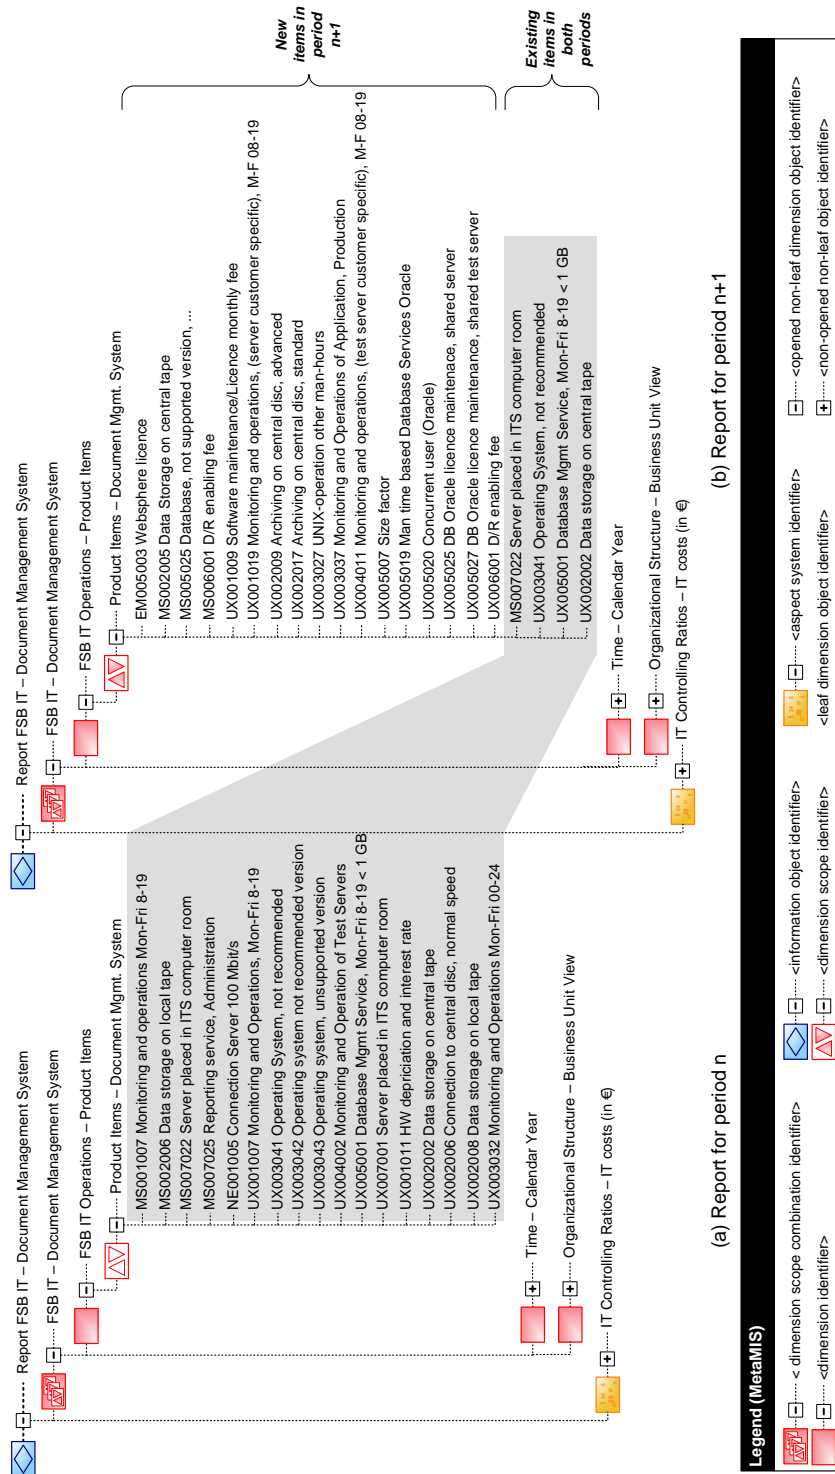 Report FSB IT – Document Management System
FSB IT – Document Management System
FSB IT Operations – Product Items
Product Items – Document Mgmt. System
MS001007 Monitoring and operations Mon-Fri 8-19
MS002006 Data storage on local tape
MS007022 Server placed in ITS computer room
MS007025 Reporting service, Administration
NE001005 Connection Server 100 Mbit/s
UX001007 Monitoring and Operations, Mon-Fri 8-19
UX003041 Operating System, not recommended
UX003042 Operating system not recommended version
UX003043 Operating system, unsupported version
UX004002 Monitoring and Operation of Test Servers
UX005001 Database Mgmt Service, Mon-Fri 8-19 < 1 GB
UX007001 Server placed in ITS computer room
UX001011 HW depriciation and interest rate
UX002002 Data storage on central tape
UX002006 Connection to central disc, normal speed
UX002008 Data storage on local tape
UX003032 Monitoring and Operations Mon-Fri 00-24
Time – Calendar Year
Organizational Structure – Business Unit View
IT Controlling Ratios – IT costs (in €)
(a) Report for period n
Report FSB IT – Document Management System
FSB IT – Document Management System
FSB IT Operations – Product Items
Product Items – Document Mgmt. System
EM005003 Websphere licence
MS002005 Data Storage on central tape
MS005025 Database, not supported version, ...
MS006001 D/R enabling fee
UX001009 Software maintenance/Licence monthly fee
UX001019 Monitoring and operations, (server customer specific), M-F 08-19
UX002009 Archiving on central disc, advanced
UX002017 Archiving on central disc, standard
UX003027 UNIX-operation other man-hours
UX003037 Monitoring and Operations of Application, Production
UX004011 Monitoring and operations, (test server customer specific), M-F 08-19
UX005007 Size factor
UX005019 Man time based Database Services Oracle
UX005020 Concurrent user (Oracle)
UX005025 DB Oracle licence maintenace, shared server
UX005027 DB Oracle licence maintenance, shared test server
UX006001 D/R enabling fee
MS007022 Server placed in ITS computer room
UX003041 Operating System, not recommended
UX005001 Database Mgmt Service, Mon-Fri 8-19 < 1 GB
UX002002 Data storage on central tape
Time – Calendar Year
Organizational Structure – Business Unit View
IT Controlling Ratios – IT costs (in €)
New
items in
period
n+1
Existing
items in
both
periods
(b) Report for period n+1
Legend (MetaMIS)
< dimension scope combination identifier>
<information object identifier>
<aspect system identifier>
<opened non-leaf dimension object identifier>
<dimension identifier>
<dimension scope identifier>
<leaf dimension object identifier>
<non-opened non-leaf object identifier>